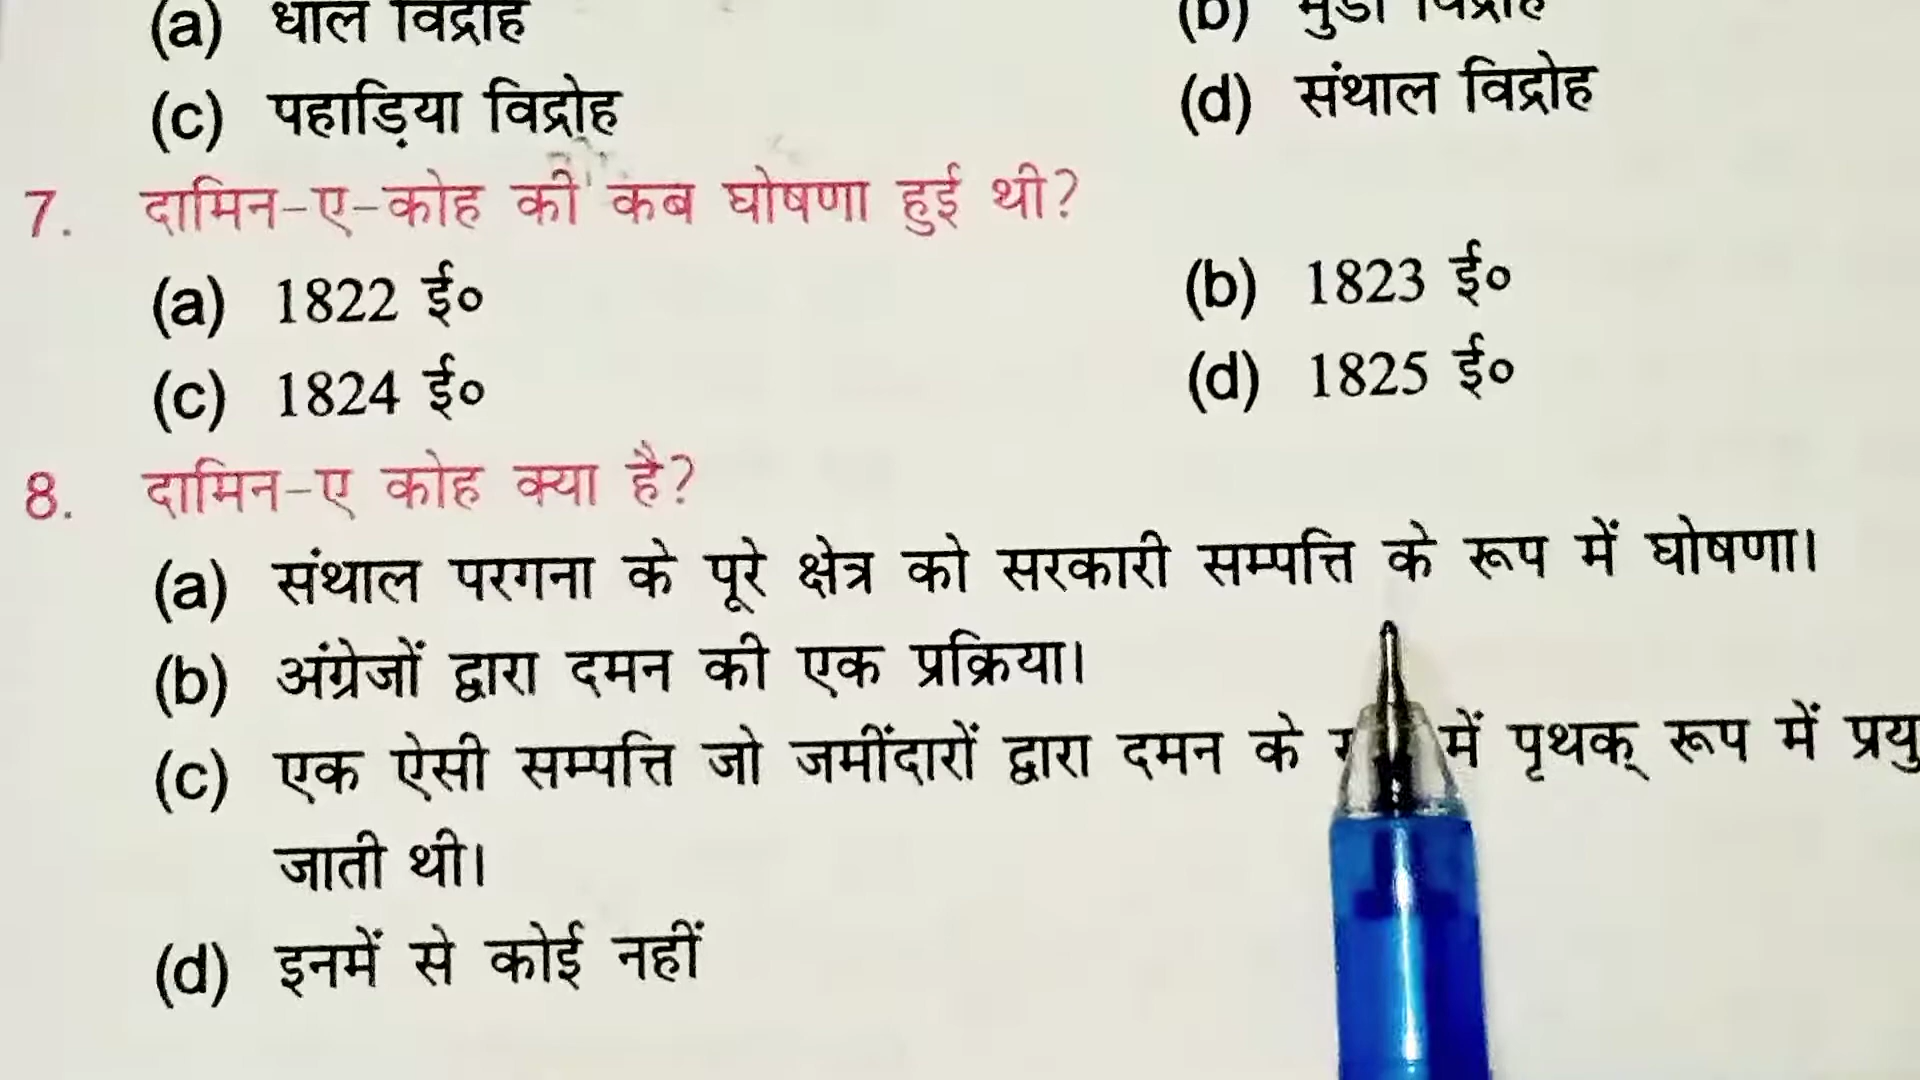 (a) धाल विद्रोह (b) मुंडा विद्रोह
(c) पहाड़िया विद्रोह (d) संथाल विद्रोह
7. दामिन-ए-कोह की कब घोषणा हुई थी?
(a) 1822 ई० (b) 1823 ई०
(c) 1824 ई० (d) 1825 ई०
8. दामिन-ए कोह क्या है?
(a) संथाल परगना के पूरे क्षेत्र को सरकारी सम्पत्ति के रूप में घोषणा।
(b) अंग्रेजों द्वारा दमन की एक प्रक्रिया।
(c) एक ऐसी सम्पत्ति जो जमींदारों द्वारा दमन के में पृथक् रूप में
जाती थी।
(d) इनमें से कोई नहीं